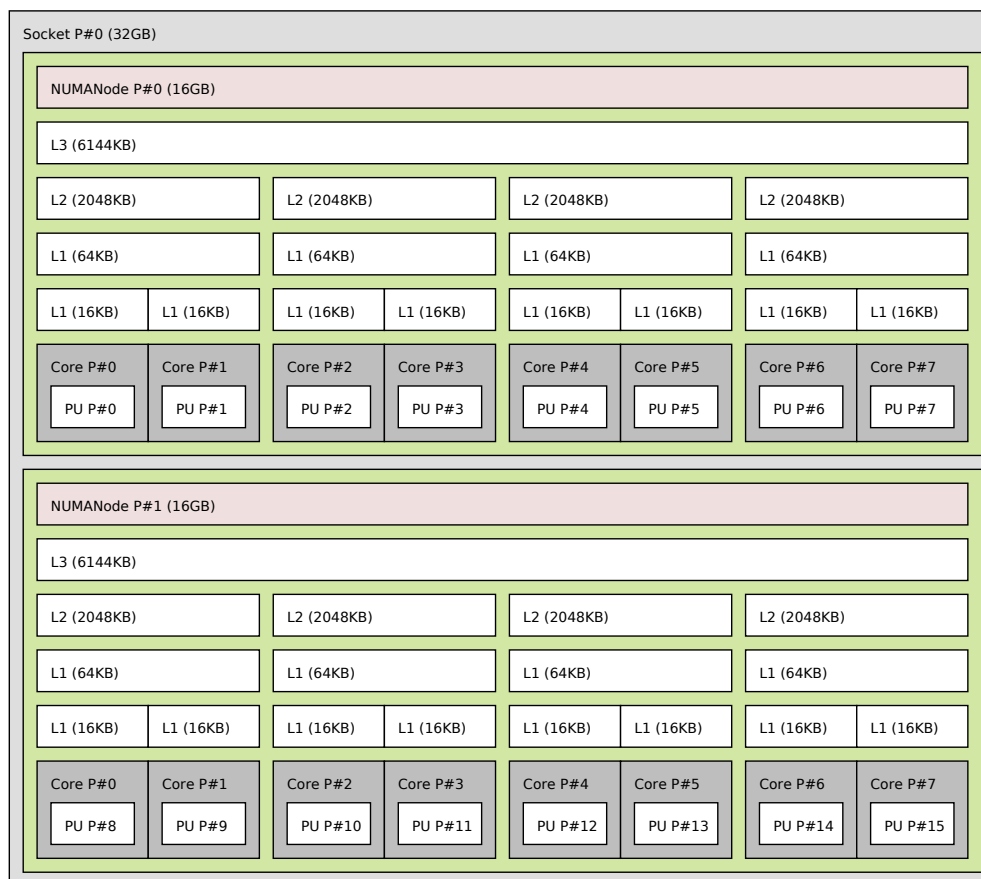 Socket P#0 (32GB)
NUMANode P#0 (16GB)
L3 (6144KB)
L2 (2048KB) L2 (2048KB) L2 (2048KB) L2 (2048KB)
L1 (64KB) L1 (64KB) L1 (64KB) L1 (64KB)
L1 (16KB) L1 (16KB) L1 (16KB) L1 (16KB) L1 (16KB) L1 (16KB) L1 (16KB) L1 (16KB)
Core P#0 Core P#1 Core P#2 Core P#3 Core P#4 Core P#5 Core P#6 Core P#7
PU P#0 PU P#1 PU P#2 PU P#3 PU P#4 PU P#5 PU P#6 PU P#7
NUMANode P#1 (16GB)
L3 (6144KB)
L2 (2048KB) L2 (2048KB) L2 (2048KB) L2 (2048KB)
L1 (64KB) L1 (64KB) L1 (64KB) L1 (64KB)
L1 (16KB) L1 (16KB) L1 (16KB) L1 (16KB) L1 (16KB) L1 (16KB) L1 (16KB) L1 (16KB)
Core P#0 Core P#1 Core P#2 Core P#3 Core P#4 Core P#5 Core P#6 Core P#7
PU P#8 PU P#9 PU P#10 PU P#11 PU P#12 PU P#13 PU P#14 PU P#15